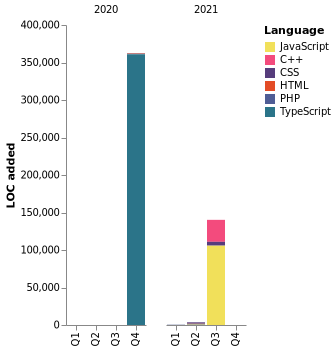 2020 2021
Language
JavaScript
C++
CSS
HTML
PHP
TypeScript
LOC added
400,000
350,000
300,000
250,000
200,000
150,000
100,000
50,000
0
Q1 Q2 Q3 Q4 Q1 Q2 Q3 Q4